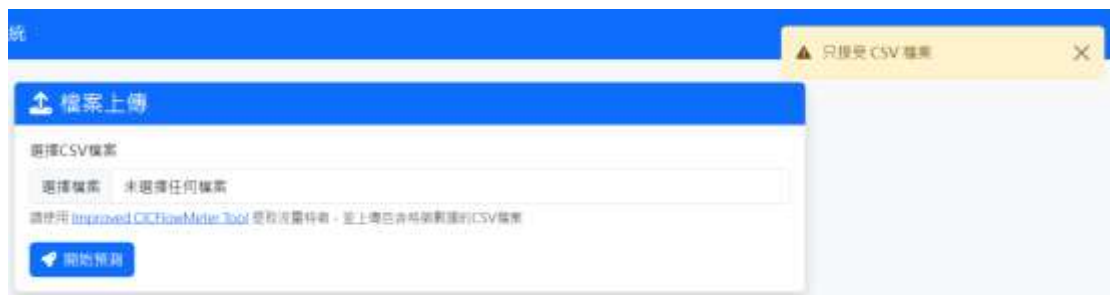 統
只接受 CSV 檔案
檔案上傳
選擇CSV檔案
選擇檔案 未選擇任何檔案
請使用 Improved CICFlowMeter Tool 提取流量特徵，並上傳包含特徵數據的CSV檔案
開始預測